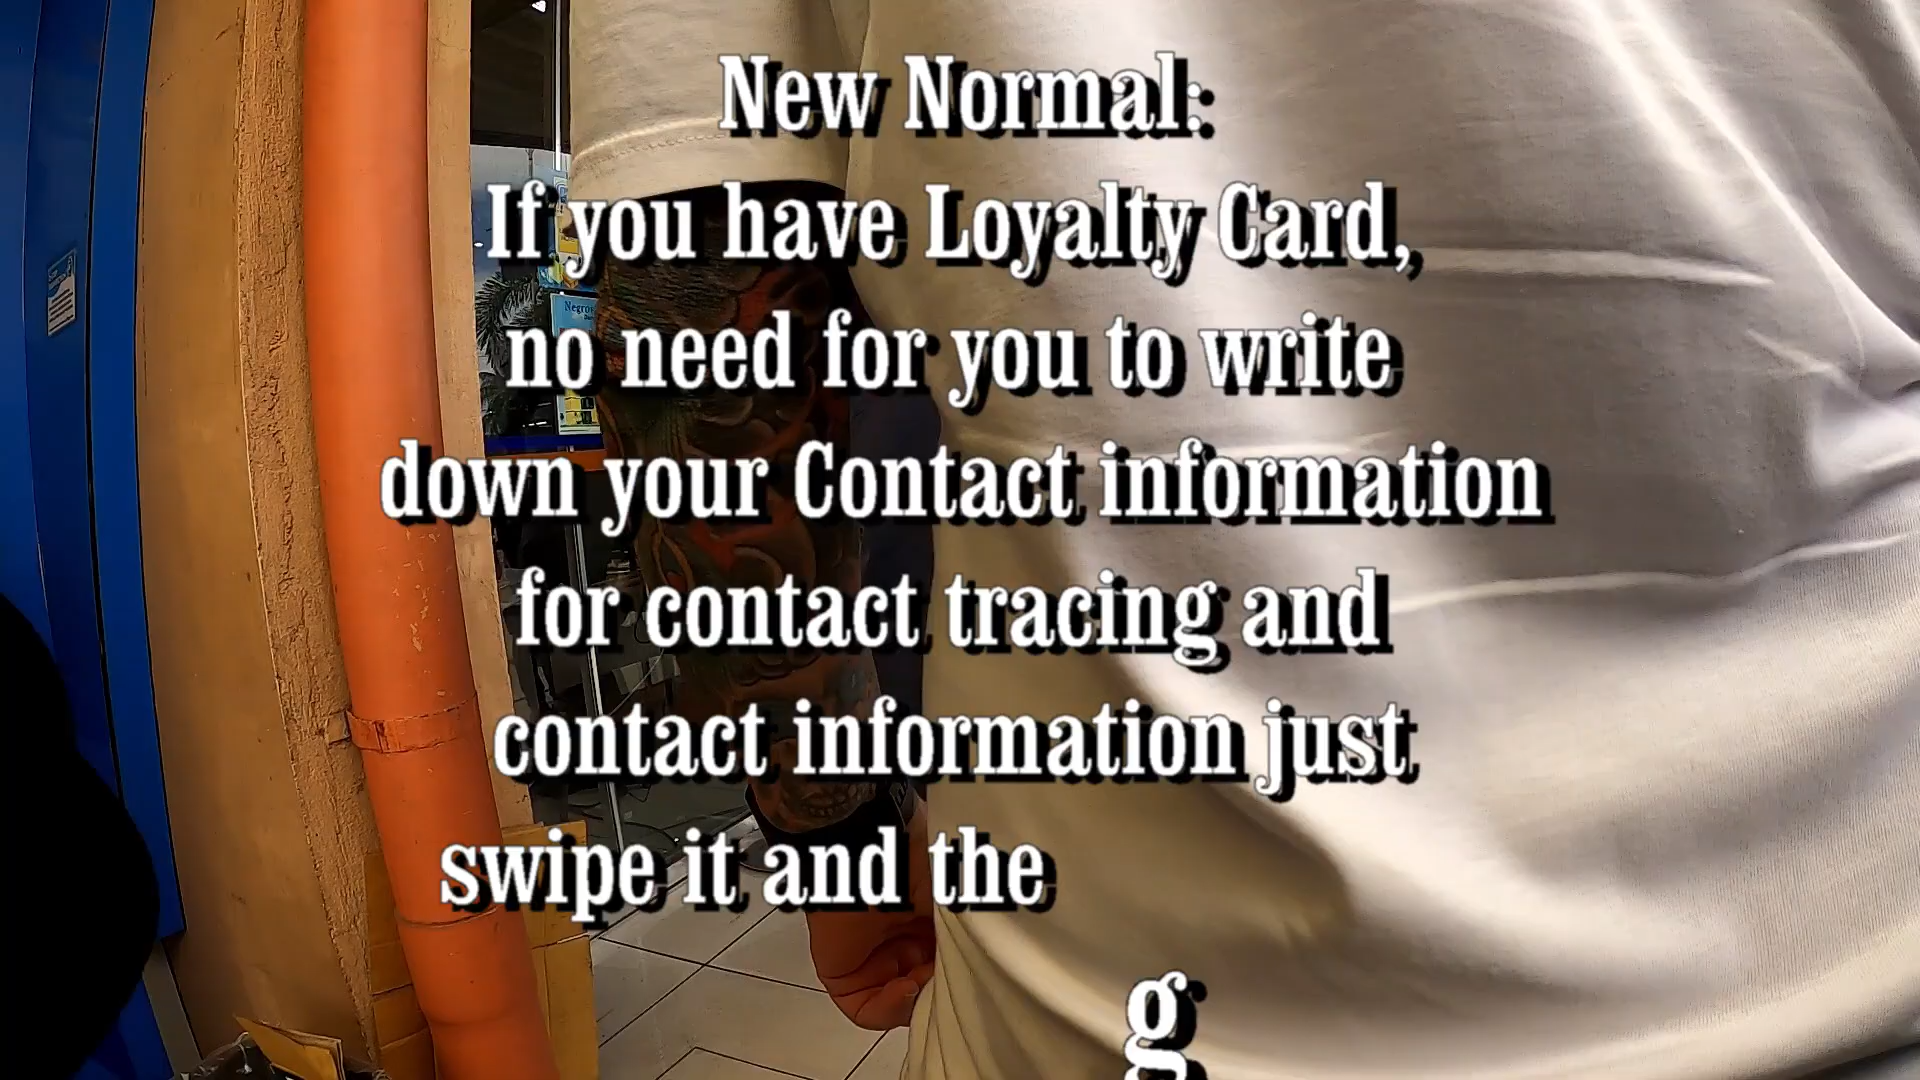 New Normal:
If you have Loyalty Card,
no need for you to write
down your Contact information
for contact tracing and
contact information just
swipe it and the
g
Negros